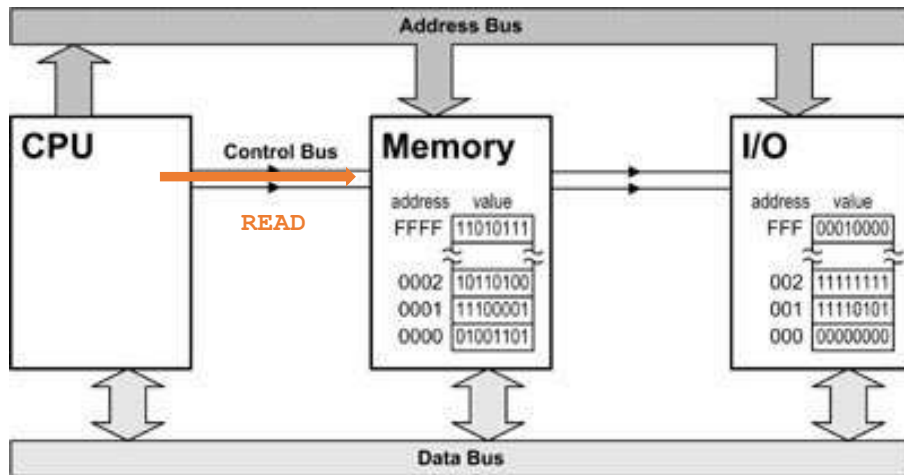 Address Bus
CPU
Control Bus
READ
Memory
address value
FFFF 11010111
0002 10110100
0001 11100001
0000 01001101
I/O
address value
FFF 00010000
002 11111111
001 11110101
000 00000000
Data Bus